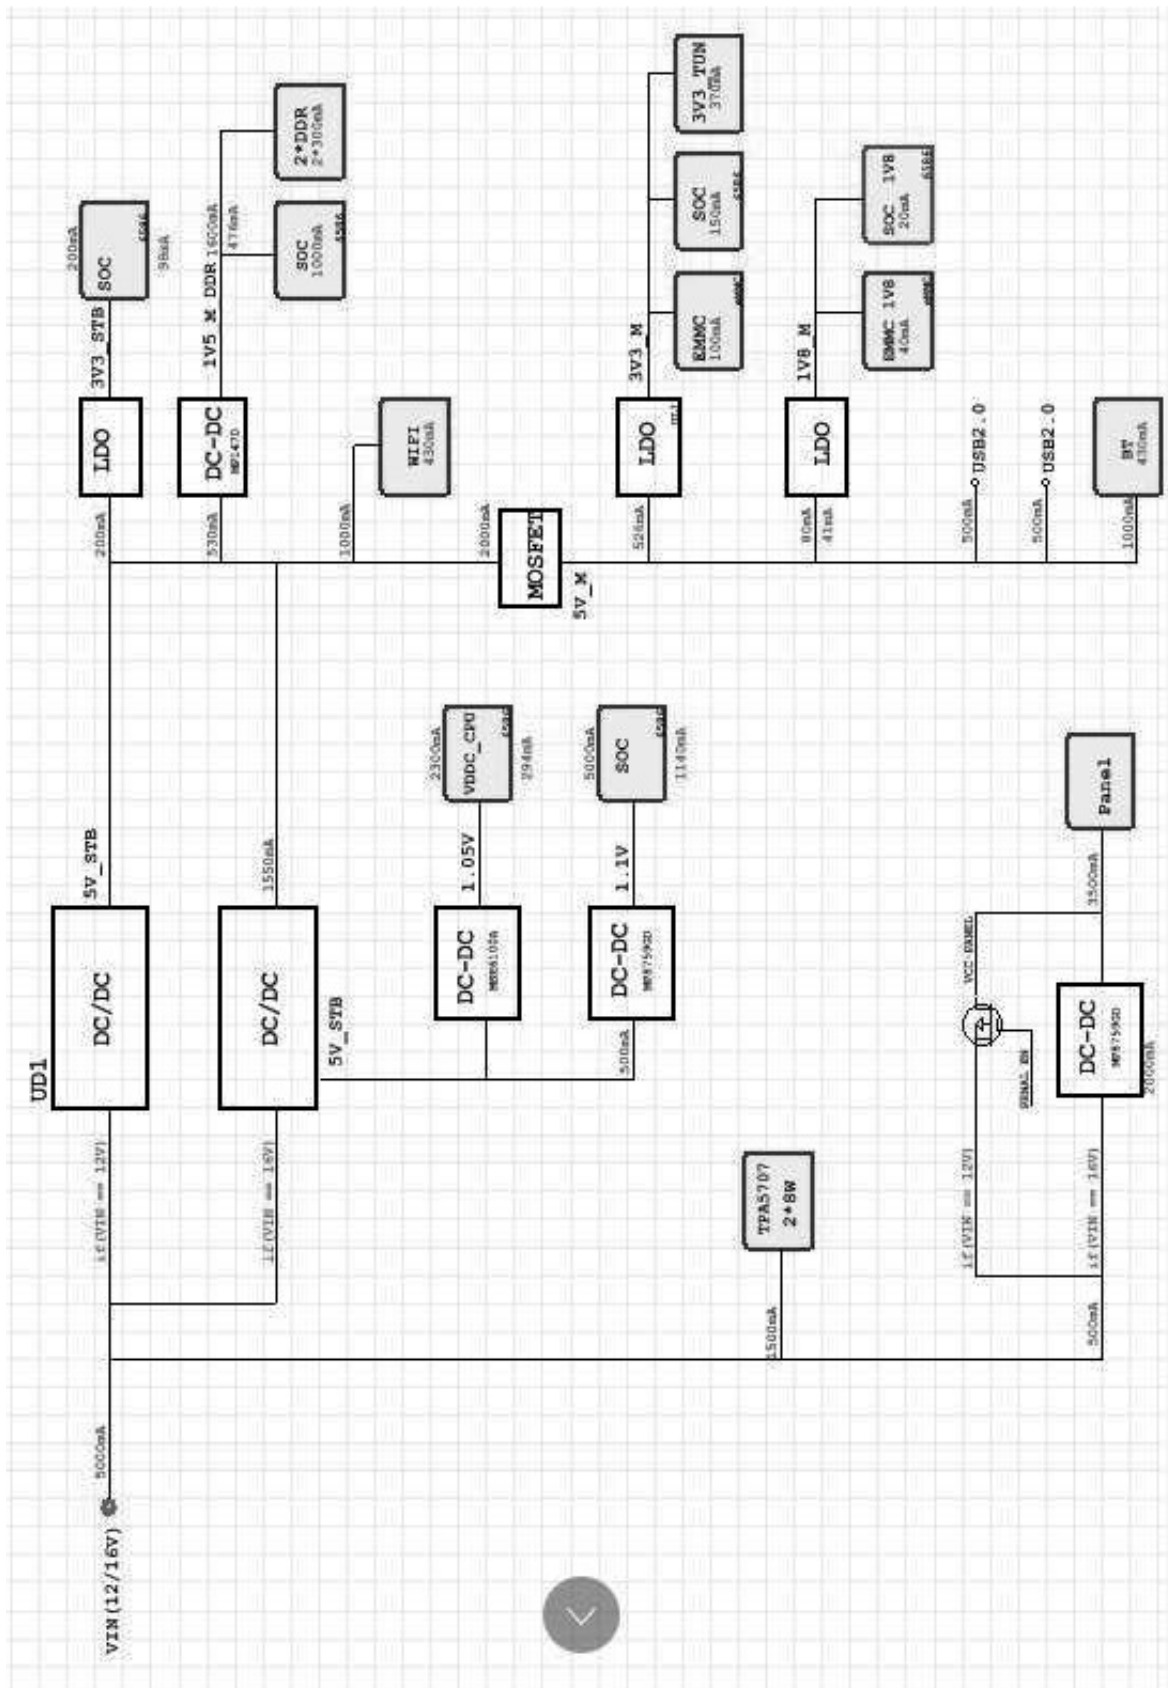 VIN(12/16V)
5000mA
UD1
if(VIN == 12V)
DC/DC
5V_STB
if(VIN == 16V)
DC/DC
1550mA
5V_STB
200mA
LDO
3V3_STB
200mA
SOC
98mA
530mA
DC-DC
1V5_M_DDR
1600mA
476mA
SOC
1000mA
2*DDR
2*300mA
1000mA
WIFI
430mA
2000mA
MOSFET
5V_M
526mA
LDO
3V3_M
EMMC
100mA
SOC
150mA
3V3_TUN
370mA
80mA
41mA
LDO
1V8_M
EMMC 1V8
40mA
SOC 1V8
20mA
500mA
USB2.0
500mA
USB2.0
1000mA
BT
430mA
DC-DC
1.05V
2300mA
VDDC_CPU
294mA
500mA
DC-DC
1.1V
5000mA
SOC
1140mA
1500mA
TPA5707
2*8W
500mA
if(VIN == 12V)
VCC-PANEL
if(VIN == 16V)
DC-DC
2000mA
3500mA
Panel